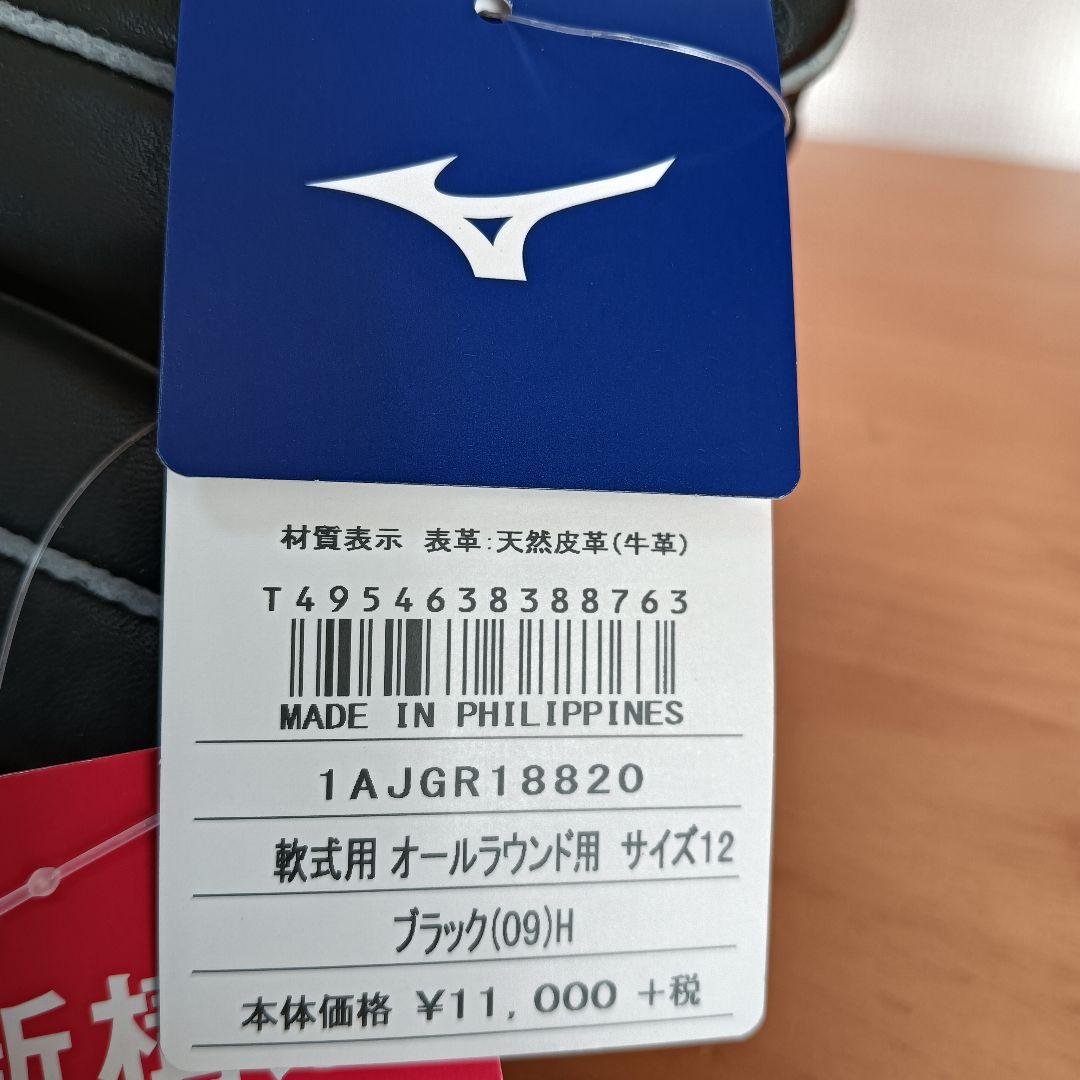 材質表示 表革:天然皮革(牛革)
T4954638388763
MADE IN PHILIPPINES
1AJGR18820
軟式用 オールラウンド用 サイズ12
ブラック(09)H
本体価格 ¥11,000 +税
新